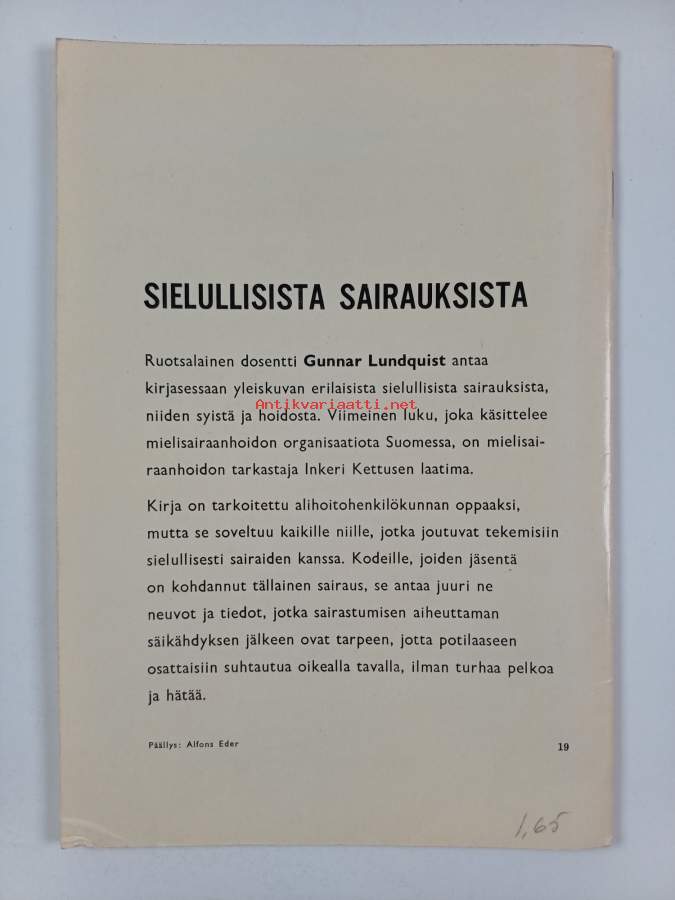 SIELULLISISTA SAIRAUKSISTA
Ruotsalainen dosentti Gunnar Lundquist antaa
kirjasessaan yleiskuvan erilaisista sielullisista sairauksista,
Antikvariaatti.net
niiden syistä ja hoidosta. Viimeinen luku, joka käsittelee
mielisairaanhoidon organisaatiota Suomessa, on mielisai-
raanhoidon tarkastaja Inkeri Kettusen laatima.
Kirja on tarkoitettu alihoitohenkilökunnan oppaaksi,
mutta se soveltuu kaikille niille, jotka joutuvat tekemisiin
sielullisesti sairaiden kanssa. Kodeille, joiden jäsentä
on kohdannut tällainen sairaus, se antaa juuri ne
neuvot ja tiedot, jotka sairastumisen aiheuttaman
säikähdyksen jälkeen ovat tarpeen, jotta potilaaseen
osattaisiin suhtautua oikealla tavalla, ilman turhaa pelkoa
ja hätää.
Päällys: Alfons Eder
19
1,65